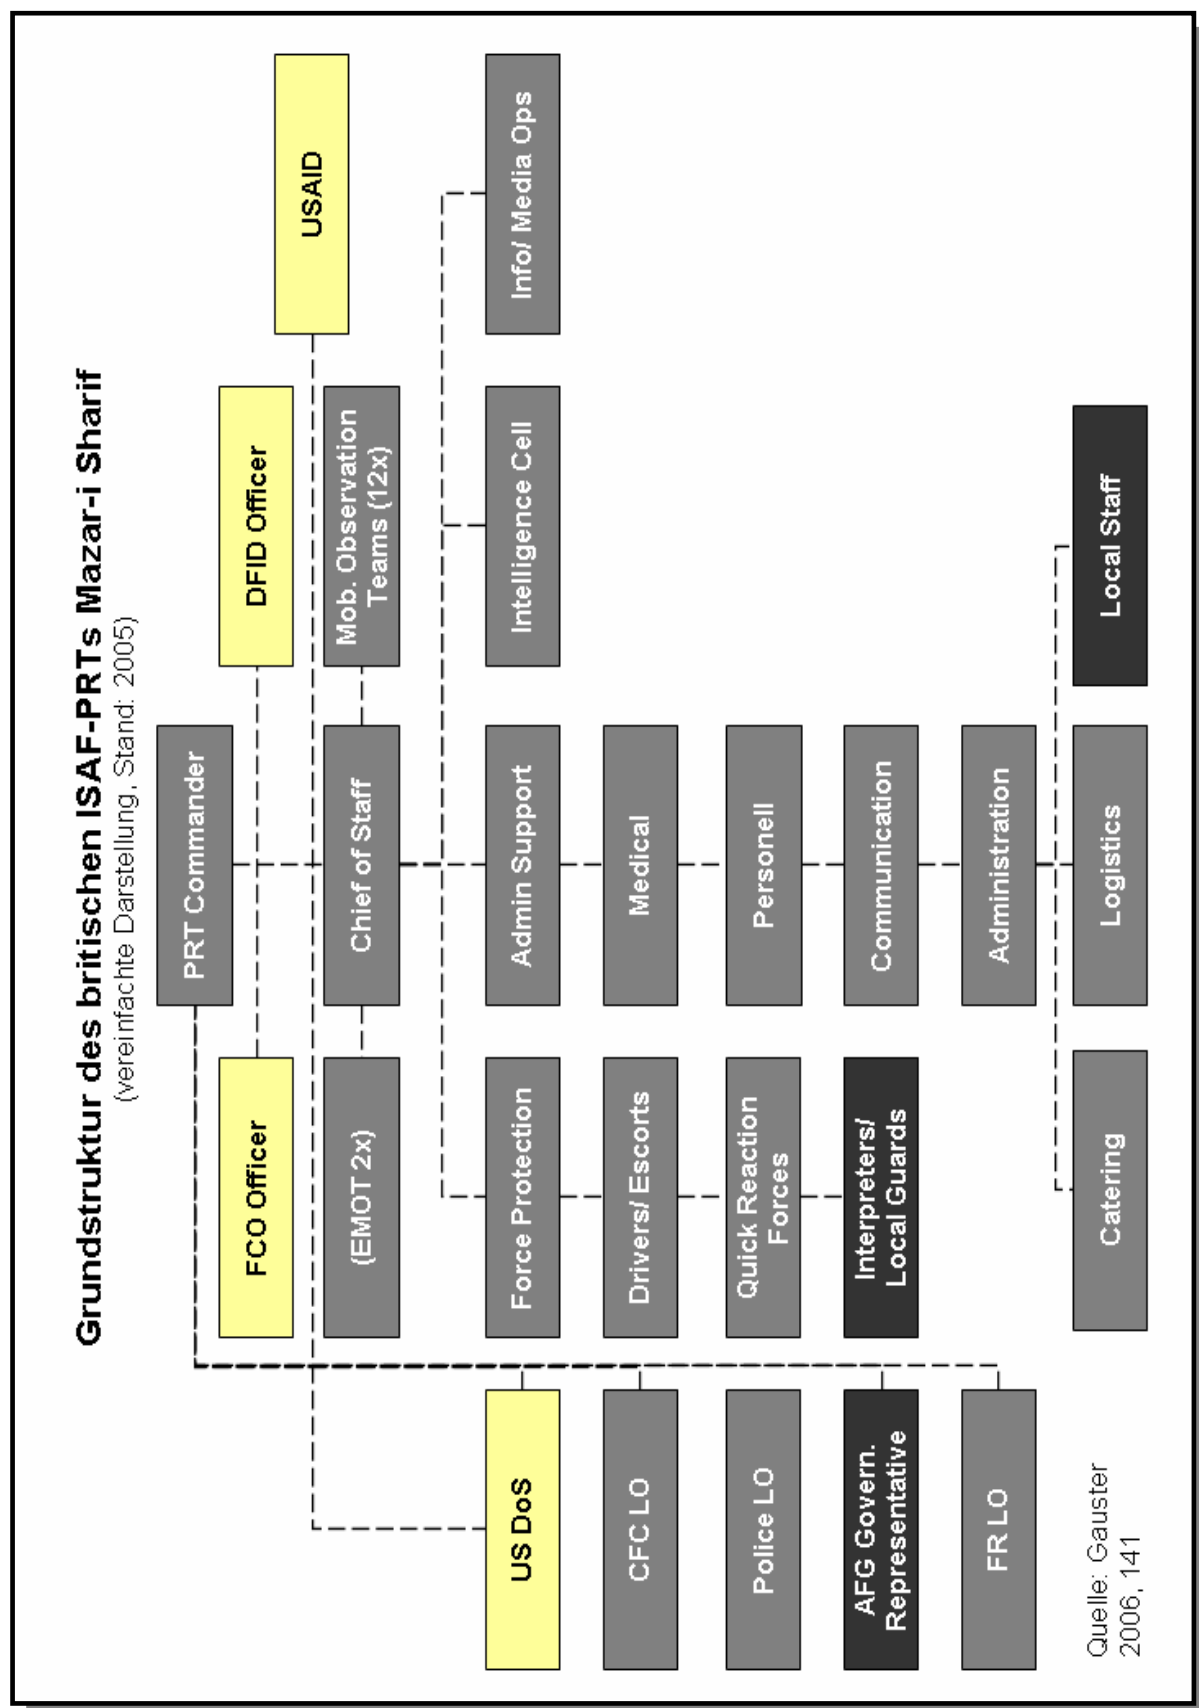 Grundstruktur des britischen ISAF-PRTs Mazar-i Sharif
(vereinfachte Darstellung, Stand: 2005)
PRT Commander
FCO Officer
DFID Officer
USAID
(EMOT 2x)
Chief of Staff
Mob. Observation
Teams (12x)
US DoS
Force Protection
Admin Support
Intelligence Cell
Info/ Media Ops
CFC LO
Drivers/ Escorts
Medical
Police LO
Quick Reaction
Forces
Personell
AFG Govern.
Representative
Interpreters/
Local Guards
Communication
FR LO
Administration
Catering
Logistics
Local Staff
Quelle: Gauster
2006, 141